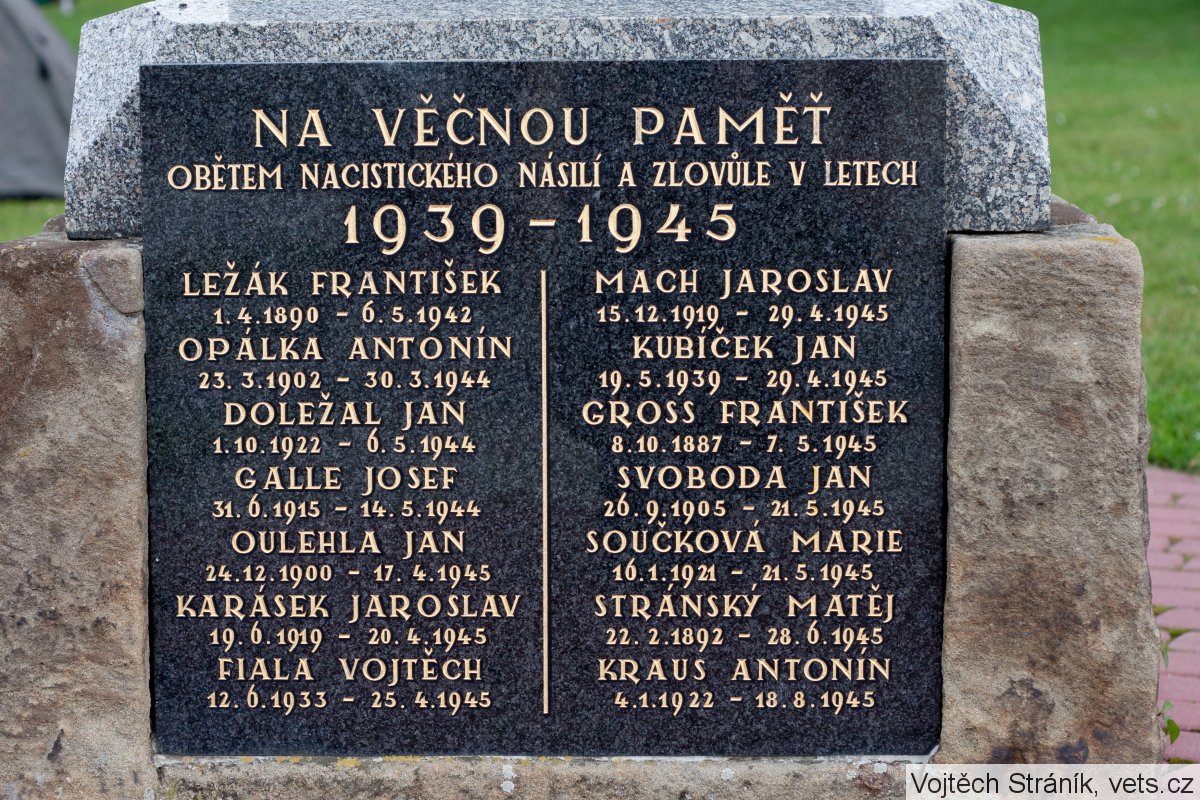 NA VĚČNOU PAMĚŤ
OBĚTEM NACISTICKÉHO NÁSILÍ A ZLOVŮLE V LETECH
1939 - 1945
LEŽÁK FRANTIŠEK
1.4.1890 - 6.5.1942
OPÁLKA ANTONÍN
23.3.1902 - 30.3.1944
DOLEŽAL JAN
1.10.1922 - 6.5.1944
GALLE JOSEF
31.6.1915 - 14.5.1944
OULEHLA JAN
24.12.1900 - 17.4.1945
KARÁSEK JAROSLAV
19.6.1919 - 20.4.1945
FIALA VOJTĚCH
12.6.1933 - 25.4.1945
MACH JAROSLAV
15.12.1919 - 29.4.1945
KUBÍČEK JAN
19.5.1939 - 29.4.1945
GROSS FRANTIŠEK
8.10.1887 - 7.5.1945
SVOBODA JAN
26.9.1905 - 21.5.1945
SOUČKOVÁ MARIE
16.1.1921 - 21.5.1945
STRÁNSKÝ MATĚJ
22.2.1892 - 28.6.1945
KRAUS ANTONÍN
4.1.1922 - 18.8.1945
Vojtěch Stráník, vets.cz